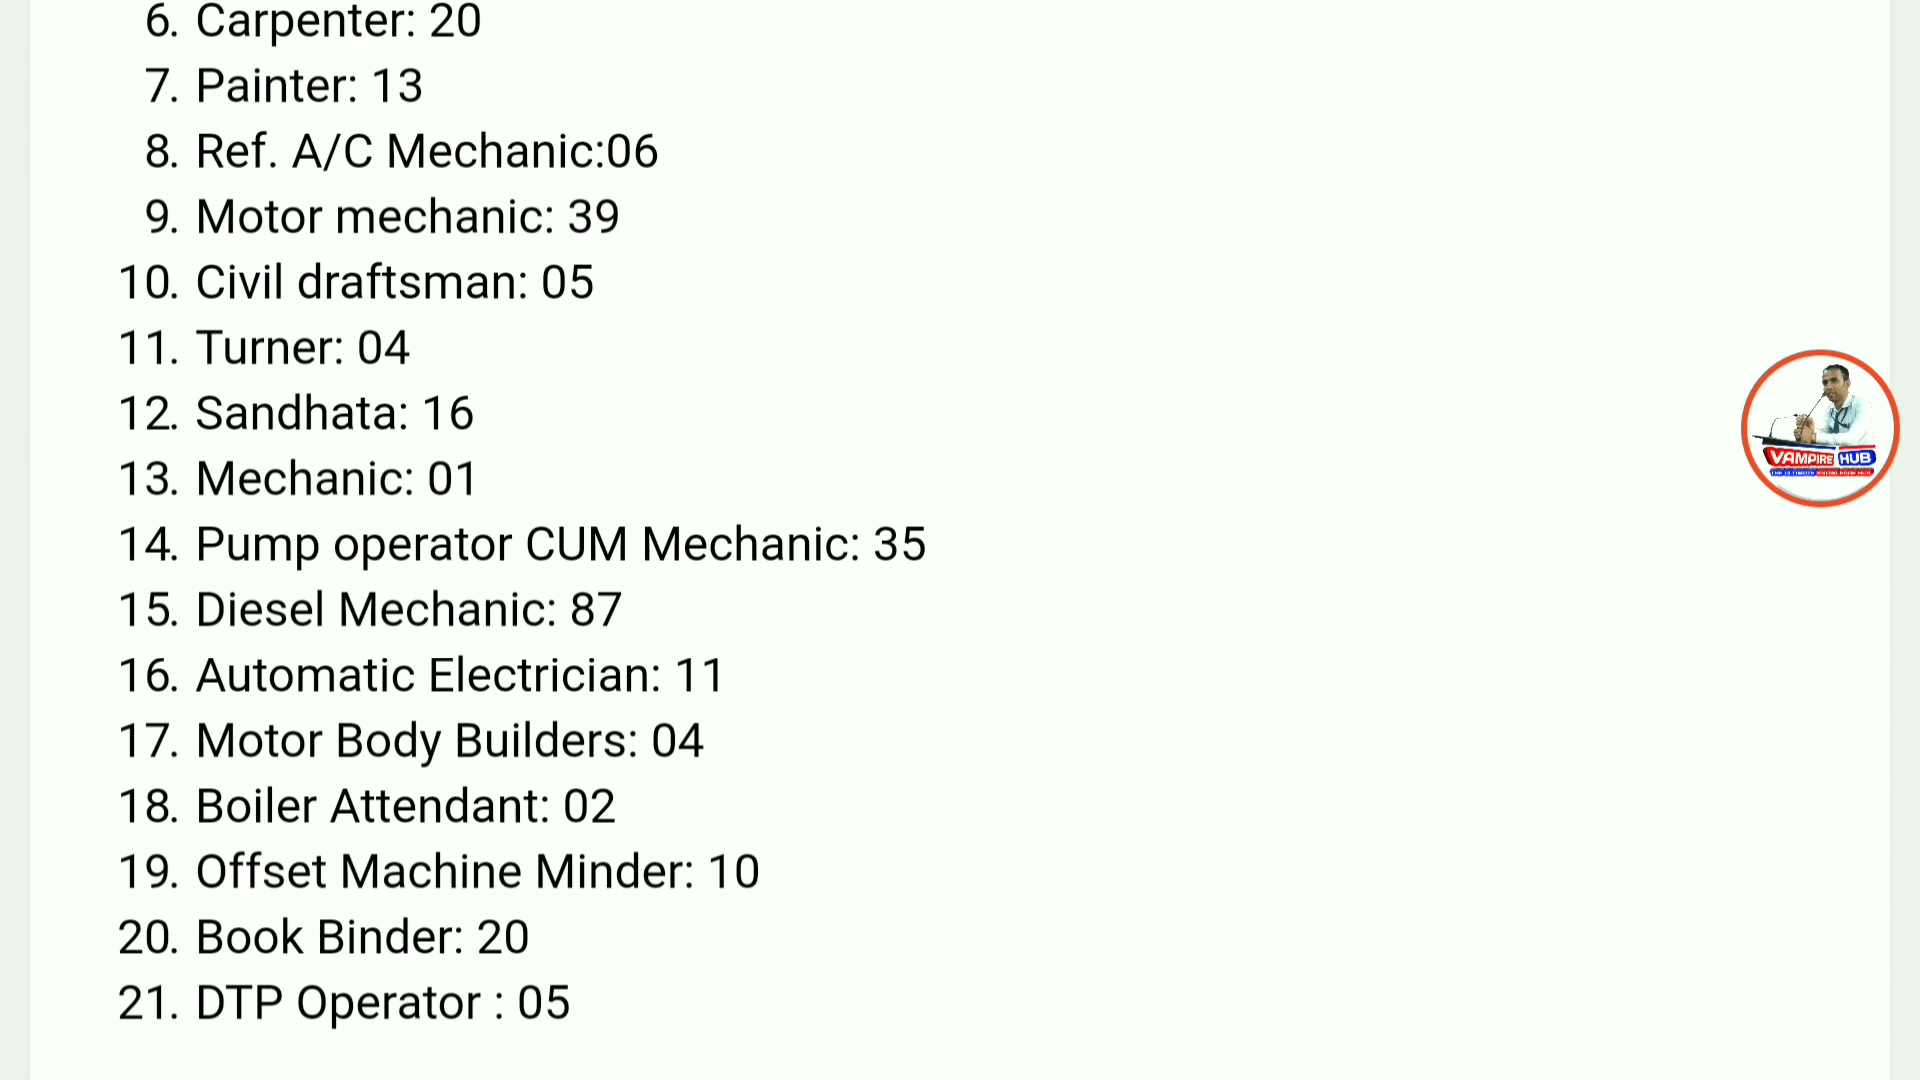 6. Carpenter: 20
7. Painter: 13
8. Ref. A/C Mechanic:06
9. Motor mechanic: 39
10. Civil draftsman: 05
11. Turner: 04
12. Sandhata: 16
13. Mechanic: 01
14. Pump operator CUM Mechanic: 35
15. Diesel Mechanic: 87
16. Automatic Electrician: 11
17. Motor Body Builders: 04
18. Boiler Attendant: 02
19. Offset Machine Minder: 10
20. Book Binder: 20
21. DTP Operator : 05
VAMPIRE HUB